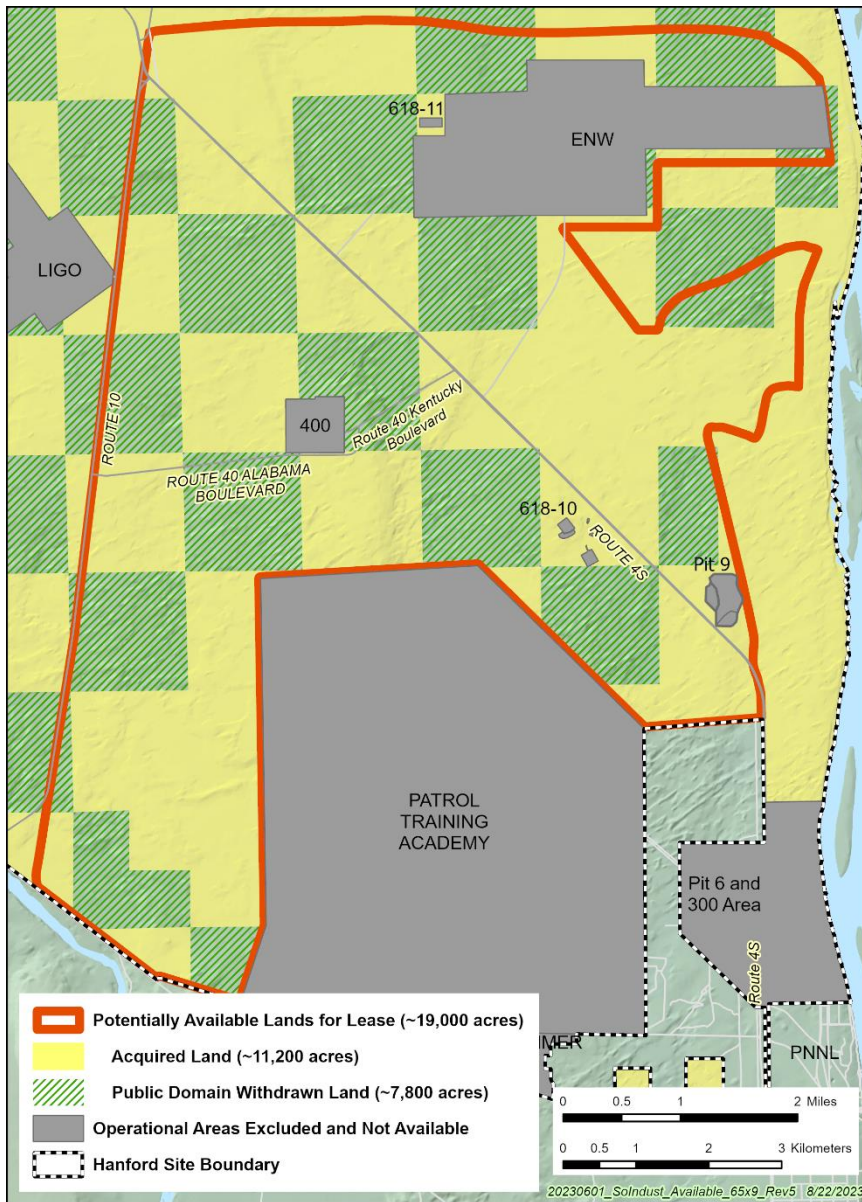 618-11
ENW
LIGO
ROUTE 10
400
Route 40 Kentucky
Boulevard
ROUTE 40 ALABAMA
BOULEVARD
618-10
ROUTE 4S
Pit 9
PATROL
TRAINING
ACADEMY
Pit 6 and
300 Area
Route 4S
PNNL
Potentially Available Lands for Lease (~19,000 acres)
Acquired Land (~11,200 acres)
Public Domain Withdrawn Land (~7,800 acres)
Operational Areas Excluded and Not Available
Hanford Site Boundary
0 0.5 1 2 Miles
0 0.5 1 2 3 Kilometers
20230601_SolIndust_Available_65x9_Rev5 8/22/2023